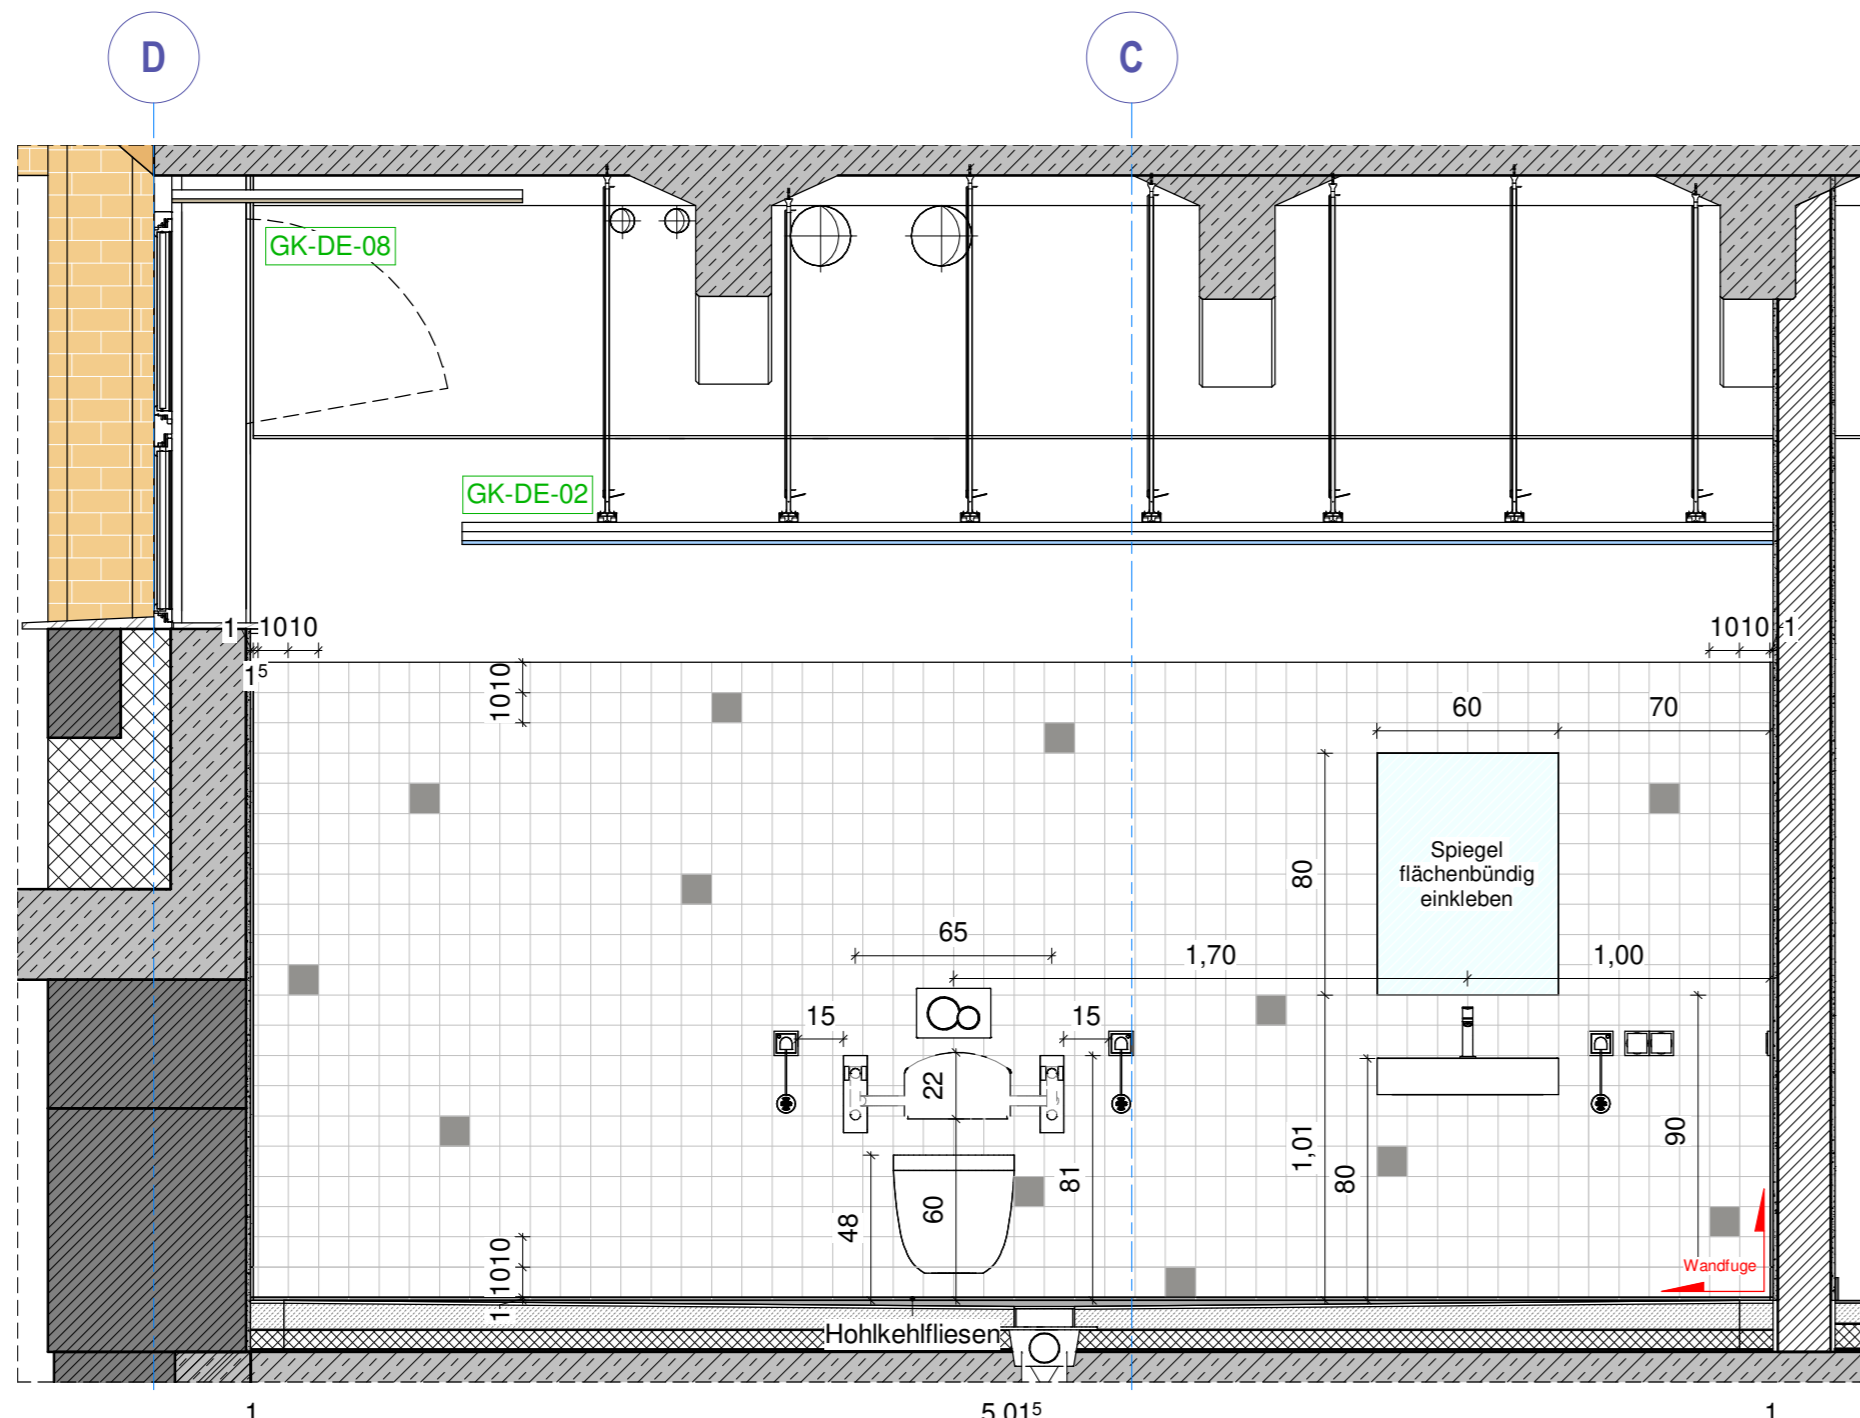 D
C
GK-DE-08
GK-DE-02
1 1010
1010 1
1⁵
1010
60
70
80
Spiegel
flächenbündig
einkleben
65
1,70
1,00
15
15
22
1,01
90
81
80
60
48
Wandfuge
1010
1
Hohlkehlfliesen
1
5,01⁵
1